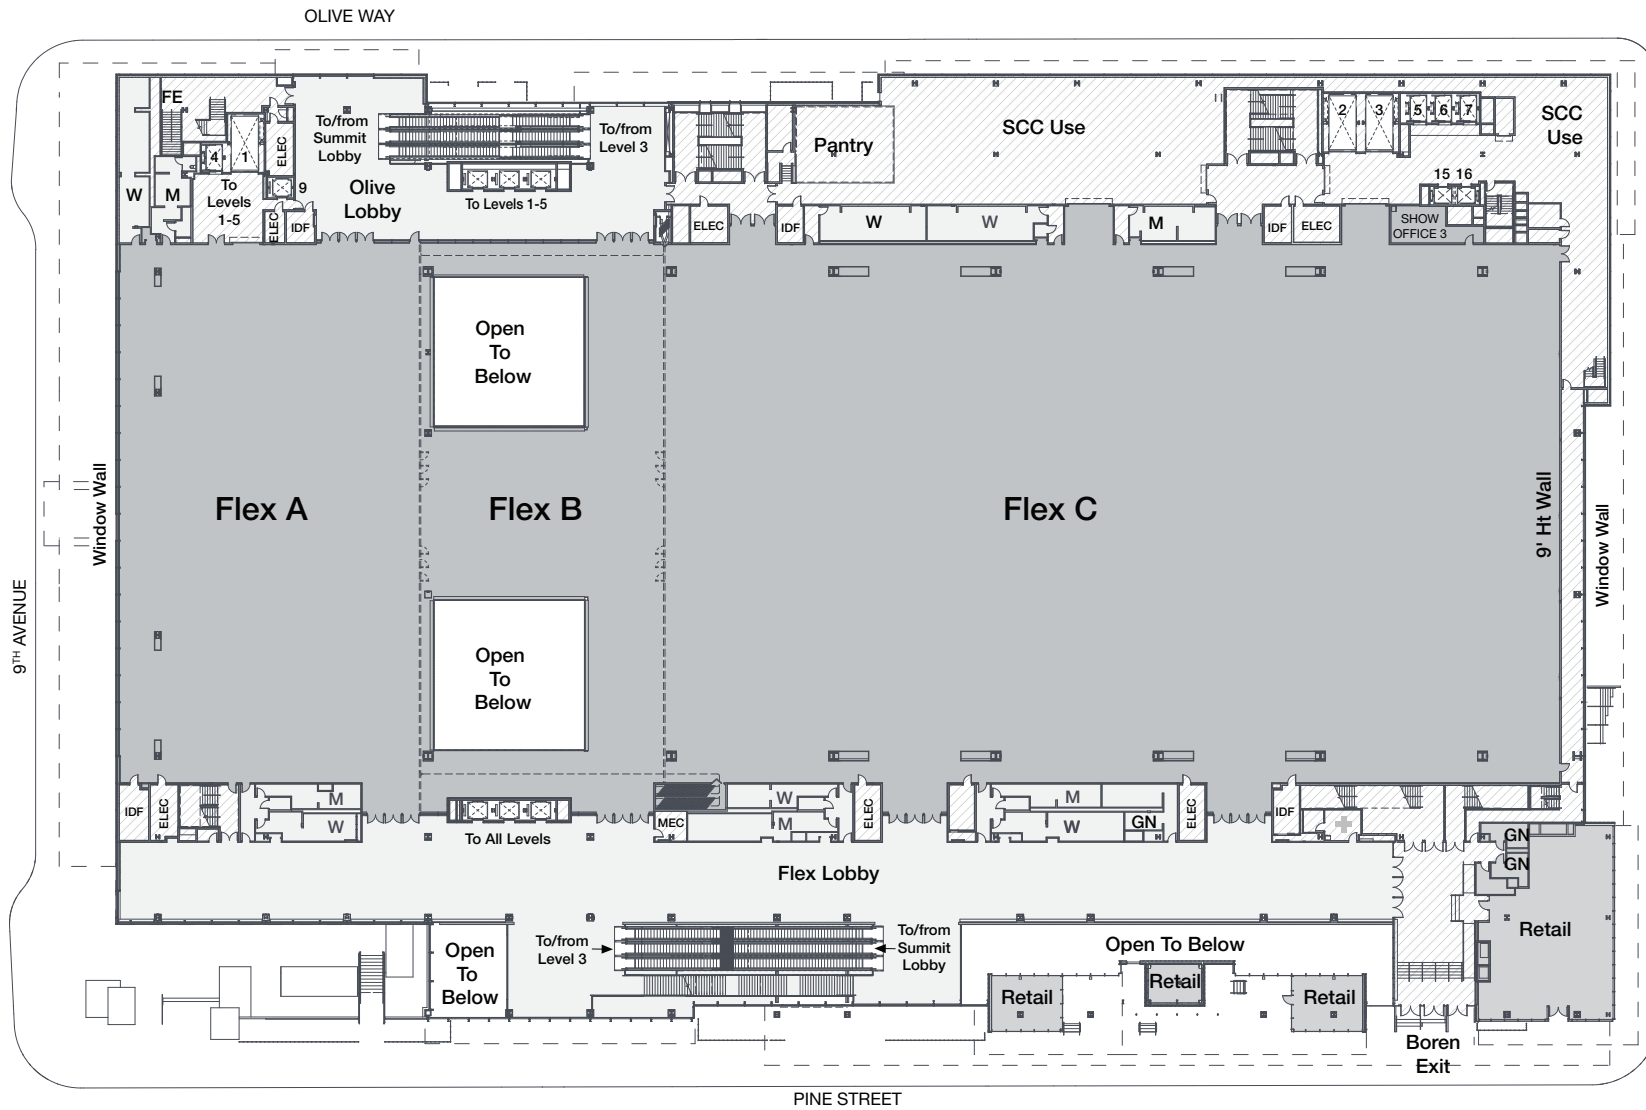 OLIVE WAY
FE
4
1
ELEC
To/from
Summit
Lobby
To/from
Level 3
Pantry
SCC Use
2
3
5
6
7
SCC
Use
W
M
To
Levels
1-5
9
ELEC
IDF
Olive
Lobby
To Levels 1-5
ELEC
IDF
W
W
M
IDF
ELEC
15 16
SHOW
OFFICE 3
Open
To
Below
Window Wall
Flex A
Flex B
Flex C
9' Ht Wall
Window Wall
9TH AVENUE
Open
To
Below
IDF
ELEC
M
W
To All Levels
MEC
W
M
ELEC
M
W
GN
ELEC
IDF
GN
GN
Flex Lobby
Retail
Open
To
Below
To/from
Level 3
To/from
Summit
Lobby
Open To Below
Retail
Retail
Retail
Boren
Exit
PINE STREET